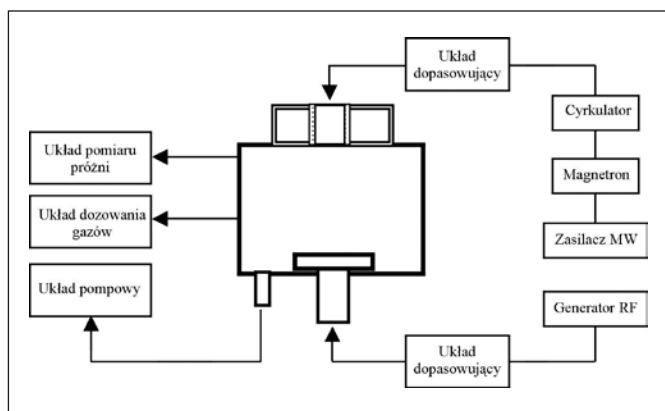 Układ
dopasowujący
Cyrkulator
Układ pomiaru
próżni
Magnetron
Układ dozowania
gazów
Zasilacz MW
Układ pompowy
Generator RF
Układ
dopasowujący